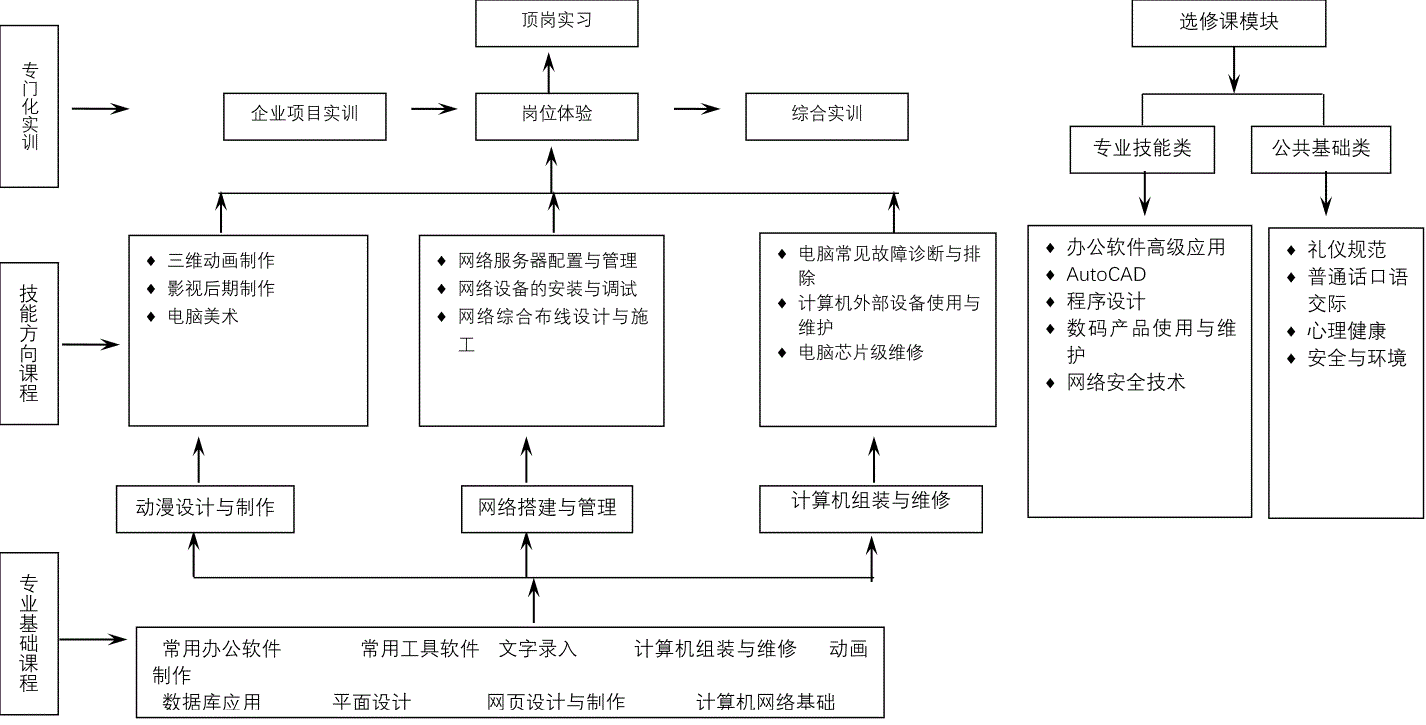 顶岗实习
选修课模块
专门化实训
企业项目实训
岗位体验
综合实训
专业技能类
公共基础类
技能方向课程
♦ 三维动画制作
♦ 影视后期制作
♦ 电脑美术
♦ 网络服务器配置与管理
♦ 网络设备的安装与调试
♦ 网络综合布线设计与施
工
♦ 电脑常见故障诊断与排
除
♦ 计算机外部设备使用与
维护
♦ 电脑芯片级维修
♦ 办公软件高级应用
♦ AutoCAD
♦ 程序设计
♦ 数码产品使用与维
护
♦ 网络安全技术
♦ 礼仪规范
♦ 普通话口语
交际
♦ 心理健康
♦ 安全与环境
动漫设计与制作
网络搭建与管理
计算机组装与维修
专业基础课程
常用办公软件 常用工具软件 文字录入 计算机组装与维修 动画
制作
数据库应用 平面设计 网页设计与制作 计算机网络基础